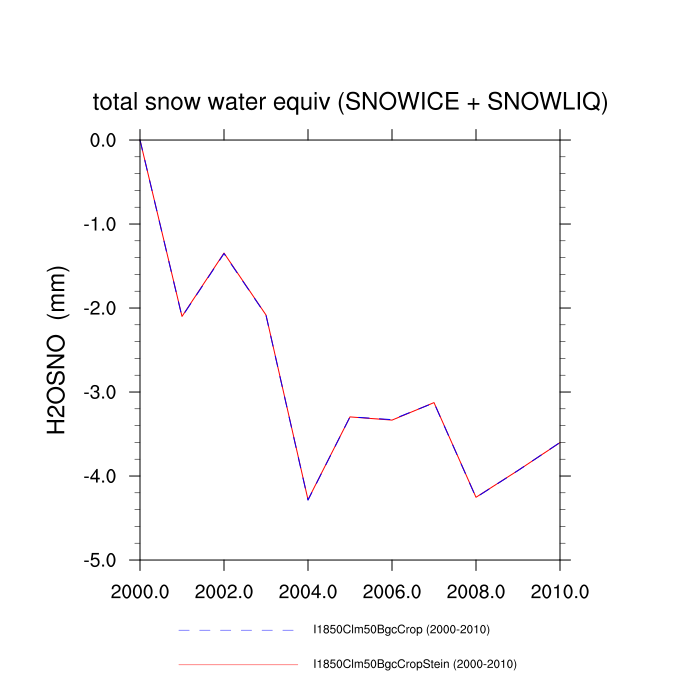 total snow water equiv (SNOWICE + SNOWLIQ)
0.0
-1.0
-2.0
-3.0
-4.0
-5.0
H2OSNO (mm)
2000.0 2002.0 2004.0 2006.0 2008.0 2010.0
I1850Clm50BgcCrop (2000-2010)
I1850Clm50BgcCropStein (2000-2010)